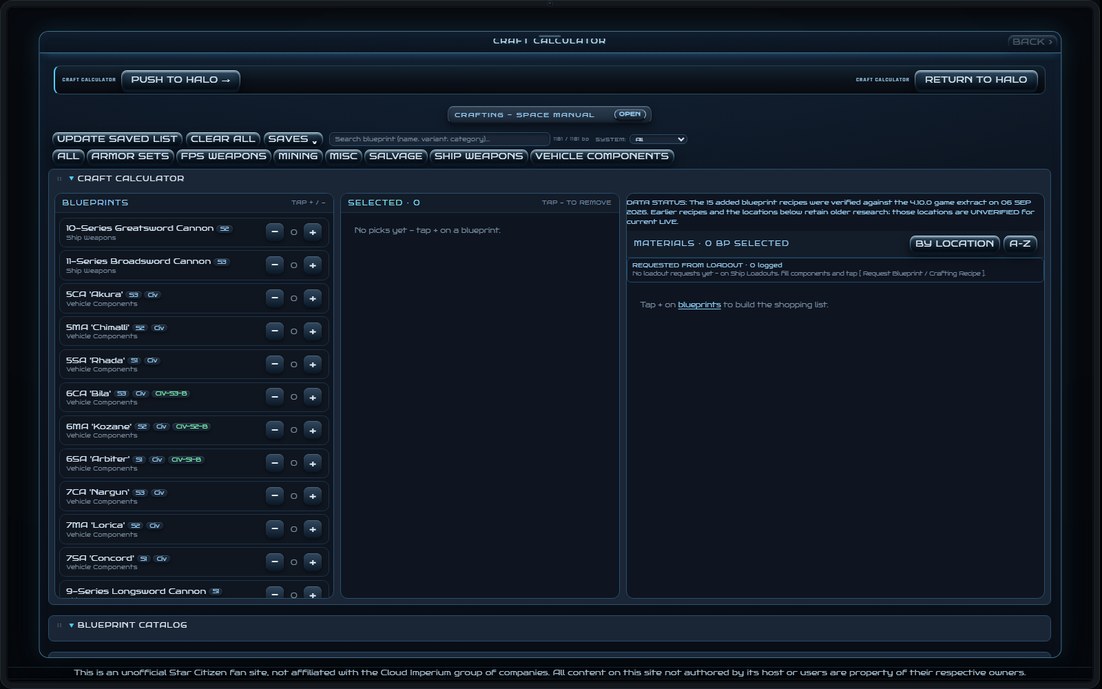 CRAFT CALCULATOR
BACK >
CRAFT CALCULATOR PUSH TO HALO →
CRAFT CALCULATOR RETURN TO HALO
CRAFTING - SPACE MANUAL (OPEN)
UPDATE SAVED LIST CLEAR ALL SAVES
Search blueprint (name, variant, category)...
SYSTEM: All
ALL ARMOR SETS FPS WEAPONS MINING MISC SALVAGE SHIP WEAPONS VEHICLE COMPONENTS
▼ CRAFT CALCULATOR
BLUEPRINTS TAP + / -
10-Series Greatsword Cannon S2
Ship Weapons
- 0 +
11-Series Broadsword Cannon S3
Ship Weapons
- 0 +
5CA 'Akura' S3 Civ
Vehicle Components
- 0 +
5MA 'Chimalli' S2 Civ
Vehicle Components
- 0 +
5SA 'Rhada' S1 Civ
Vehicle Components
- 0 +
6CA 'Bila' S3 Civ CIV-S3-B
Vehicle Components
- 0 +
6MA 'Kozane' S2 Civ CIV-S2-B
Vehicle Components
- 0 +
6SA 'Arbiter' S1 Civ CIV-S1-B
Vehicle Components
- 0 +
7CA 'Nargun' S3 Civ
Vehicle Components
- 0 +
7MA 'Lorica' S2 Civ
Vehicle Components
- 0 +
7SA 'Concord' S1 Civ
Vehicle Components
- 0 +
9-Series Longsword Cannon S1
- 0 +
SELECTED · 0 TAP - TO REMOVE
No picks yet - tap + on a blueprint.
DATA STATUS: The 15 added blueprint recipes were verified against the 4.10.0 game extract on 06 SEP
2026. Earlier recipes and the locations below retain older research; those locations are UNVERIFIED for
current LIVE.
MATERIALS · 0 BP SELECTED BY LOCATION A-Z
REQUESTED FROM LOADOUT · 0 logged
No loadout requests yet - on Ship Loadouts, fill components and tap [ Request Blueprint / Crafting Recipe ].
Tap + on blueprints to build the shopping list.
▼ BLUEPRINT CATALOG
This is an unofficial Star Citizen fan site, not affiliated with the Cloud Imperium group of companies. All content on this site not authored by its host or users are property of their respective owners.